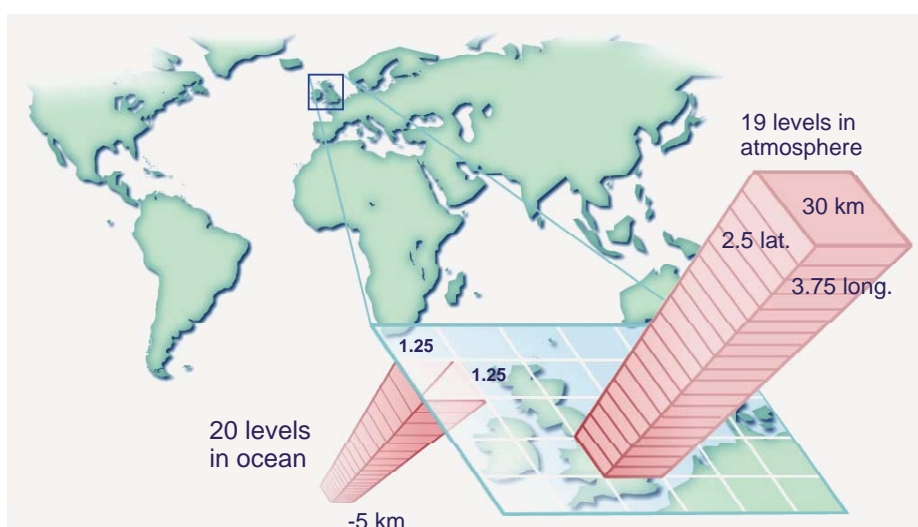 19 levels in
atmosphere
30 km
2.5 lat.
3.75 long.
1.25
1.25
20 levels
in ocean
-5 km